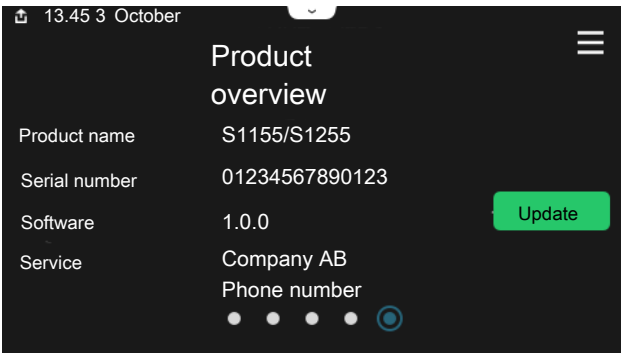 13.45 3 October
Product
overview
Product name S1155/S1255
Serial number 01234567890123
Software 1.0.0
Update
Service Company AB
Phone number